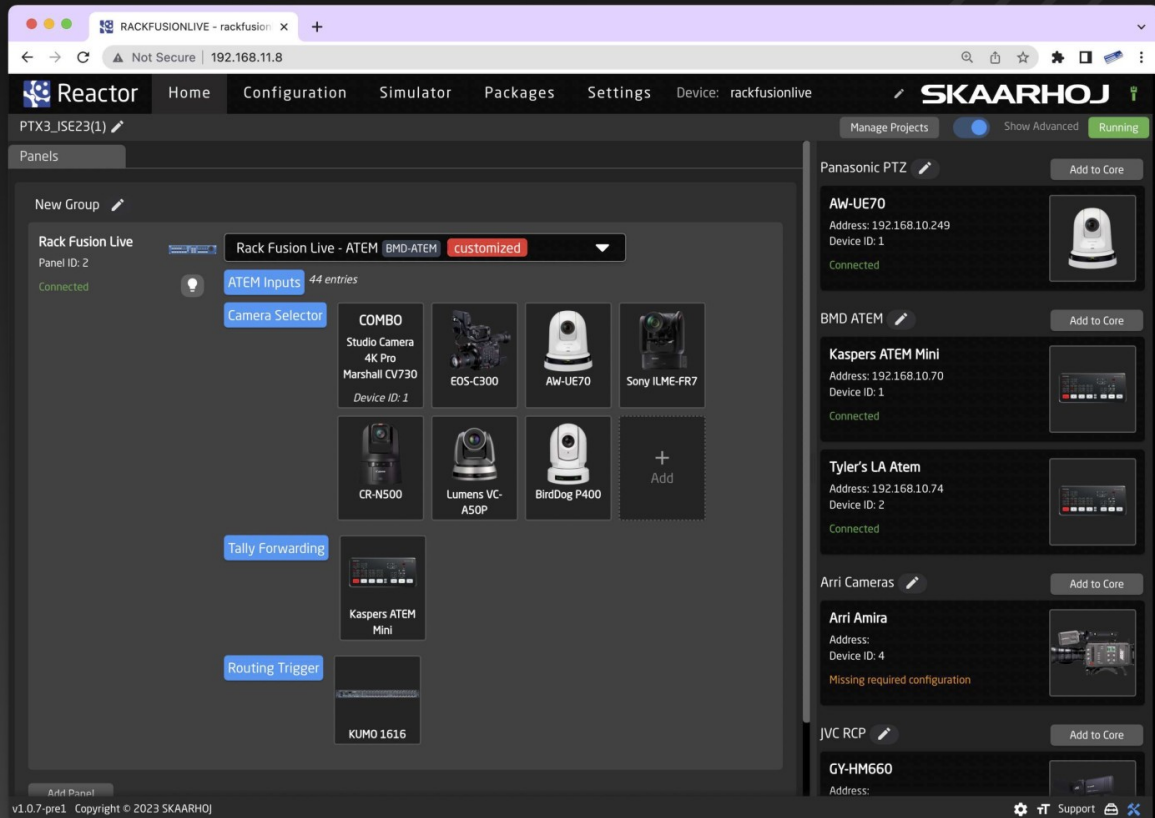 RACKFUSIONLIVE - rackfusion
Not Secure
192.168.11.8
Reactor
Home
Configuration
Simulator
Packages
Settings
Device: rackfusionlive
SKAARHOJ
PTX3_ISE23(1)
Manage Projects
Show Advanced
Running
Panels
New Group
Rack Fusion Live
Panel ID: 2
Connected
Rack Fusion Live - ATEM BMD-ATEM customized
ATEM Inputs 44 entries
Camera Selector
COMBO
Studio Camera
4K Pro
Marshall CV730
Device ID: 1
EOS-C300
AW-UE70
Sony ILME-FR7
CR-N500
Lumens VC-
A50P
BirdDog P400
+
Add
Tally Forwarding
Kaspers ATEM
Mini
Routing Trigger
KUMO 1616
Add Panel
Panasonic PTZ
Add to Core
AW-UE70
Address: 192.168.10.249
Device ID: 1
Connected
BMD ATEM
Add to Core
Kaspers ATEM Mini
Address: 192.168.10.70
Device ID: 1
Connected
Tyler's LA Atem
Address: 192.168.10.74
Device ID: 2
Connected
Arri Cameras
Add to Core
Arri Amira
Address:
Device ID: 4
Missing required configuration
JVC RCP
Add to Core
GY-HM660
Address:
v1.0.7-pre1 Copyright © 2023 SKAARHOJ
Support